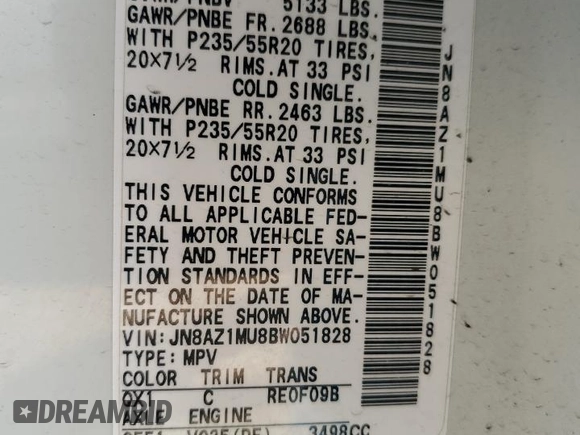 5133 LBS.
GAWR/PNBE FR. 2688 LBS.
WITH P235/55R20 TIRES,
20X7½ RIMS. AT 33 PSI
COLD SINGLE.
GAWR/PNBE RR. 2463 LBS.
WITH P235/55R20 TIRES,
20X7½ RIMS. AT 33 PSI
COLD SINGLE.
THIS VEHICLE CONFORMS
TO ALL APPLICABLE FED-
ERAL MOTOR VEHICLE SA-
FETY AND THEFT PREVEN-
TION STANDARDS IN EFF-
ECT ON THE DATE OF MA-
NUFACTURE SHOWN ABOVE.
VIN: JN8AZ1MU8BW051828
TYPE: MPV
COLOR TRIM TRANS
QX1 C RE0F09B
AXLE ENGINE
3498CC
JN8AZ1MU8BW051828
AUTOHELPERBOT.COM